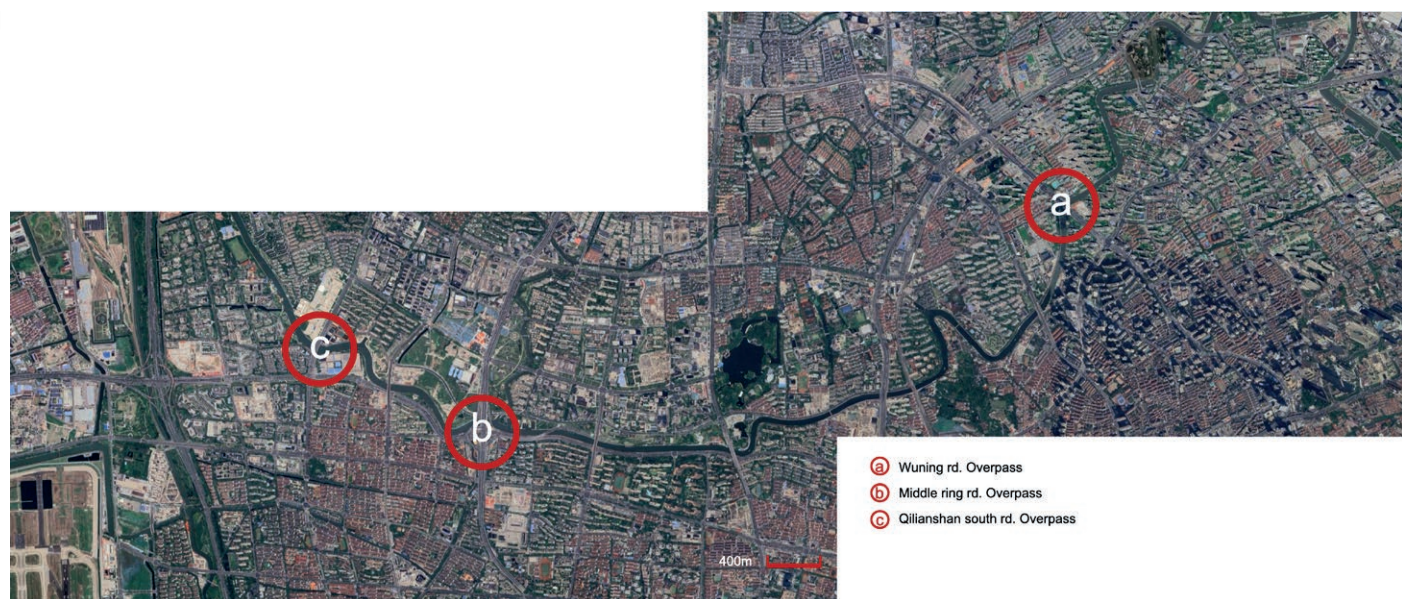 a
c
b
400m
a Wuning rd. Overpass
b Middle ring rd. Overpass
c Qilianshan south rd. Overpass